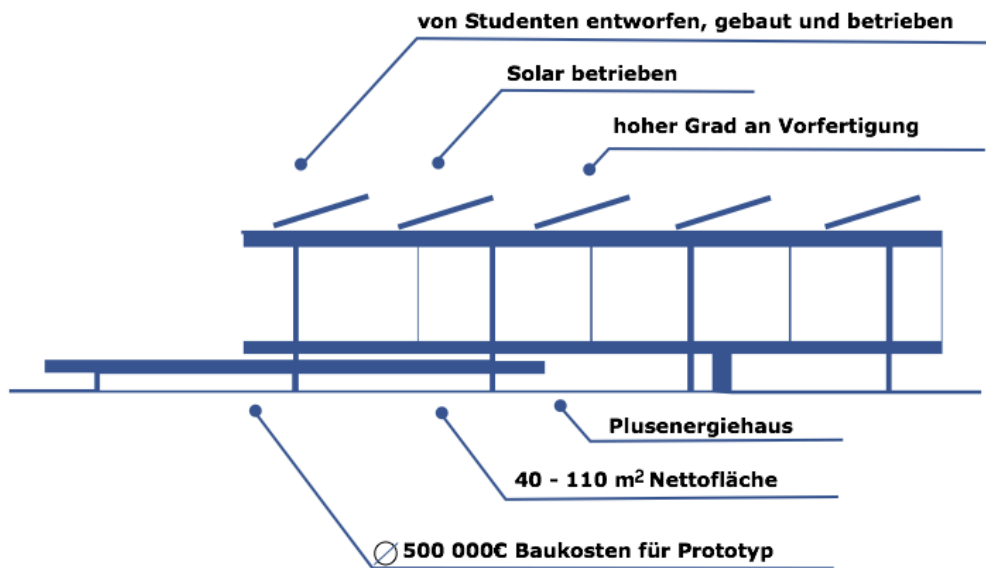 von Studenten entworfen, gebaut und betrieben
Solar betrieben
hoher Grad an Vorfertigung
Plusenergiehaus
40 - 110 m² Nettofläche
∅ 500 000€ Baukosten für Prototyp